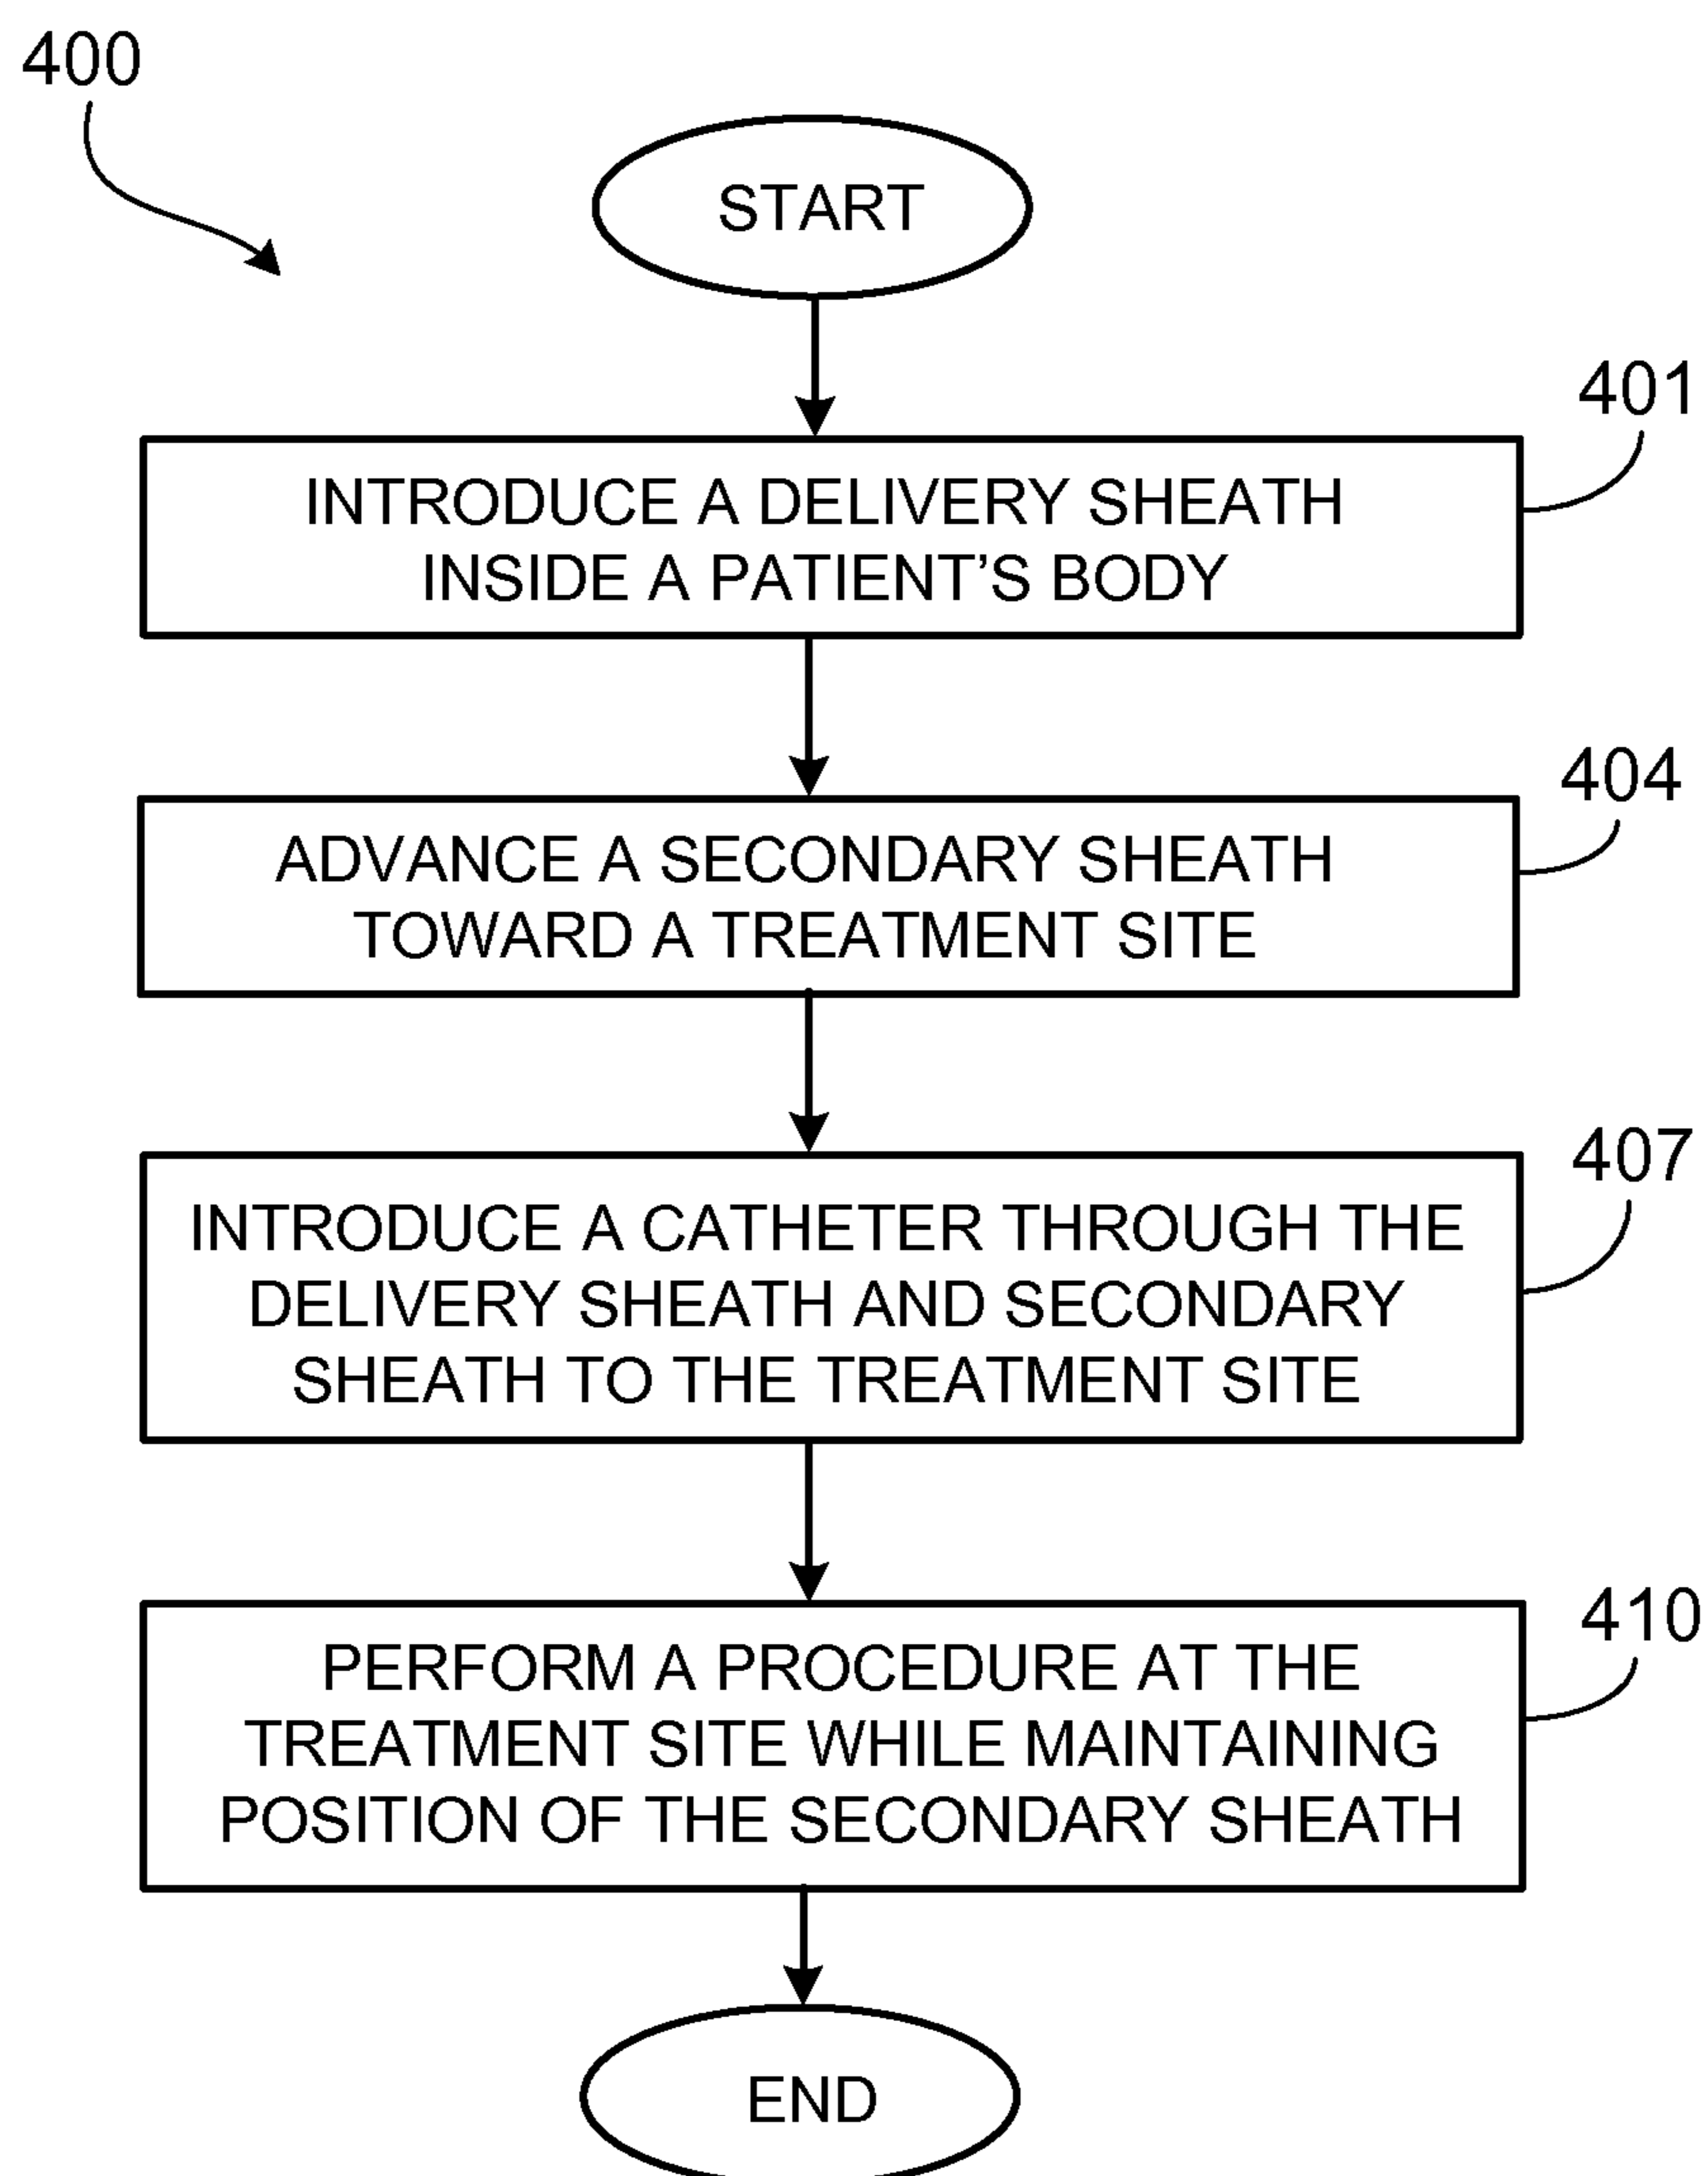 400
START
401
INTRODUCE A DELIVERY SHEATH
INSIDE A PATIENT'S BODY
404
ADVANCE A SECONDARY SHEATH
TOWARD A TREATMENT SITE
407
INTRODUCE A CATHETER THROUGH THE
DELIVERY SHEATH AND SECONDARY
SHEATH TO THE TREATMENT SITE
410
PERFORM A PROCEDURE AT THE
TREATMENT SITE WHILE MAINTAINING
POSITION OF THE SECONDARY SHEATH
END